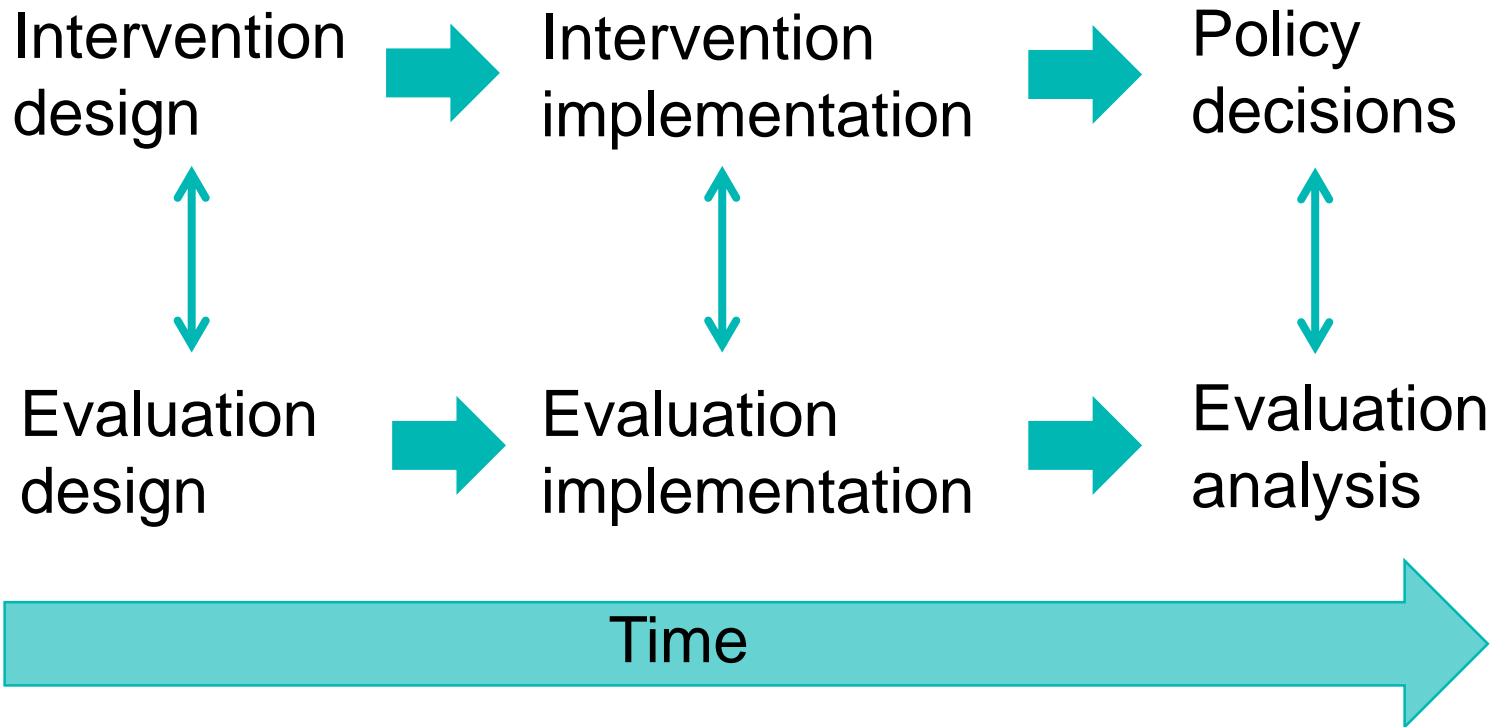 Intervention
design
Intervention
implementation
Policy
decisions
Evaluation
design
Evaluation
implementation
Evaluation
analysis
Time